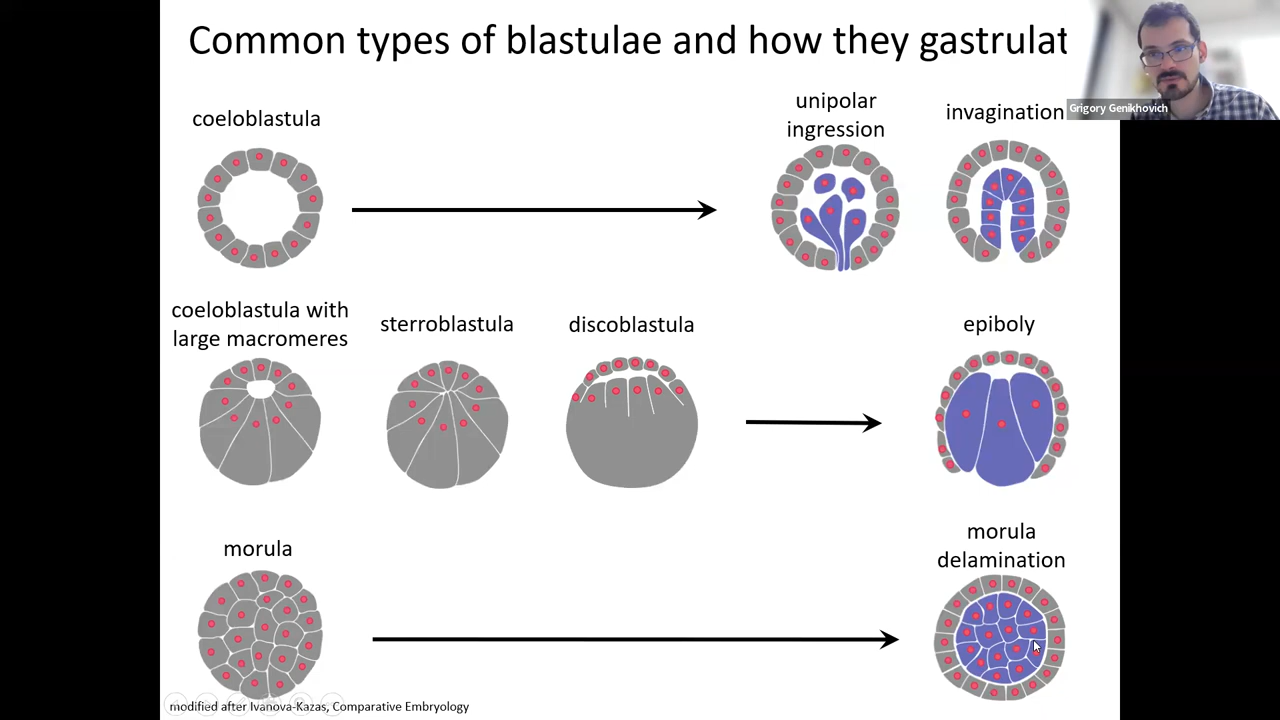 Common types of blastulae and how they gastrulat
Grigory Genikhovich
coeloblastula
unipolar
ingression
invagination
coeloblastula with
large macromeres
sterroblastula
discoblastula
epiboly
morula
morula
delamination
modified after Ivanova-Kazas, Comparative Embryology